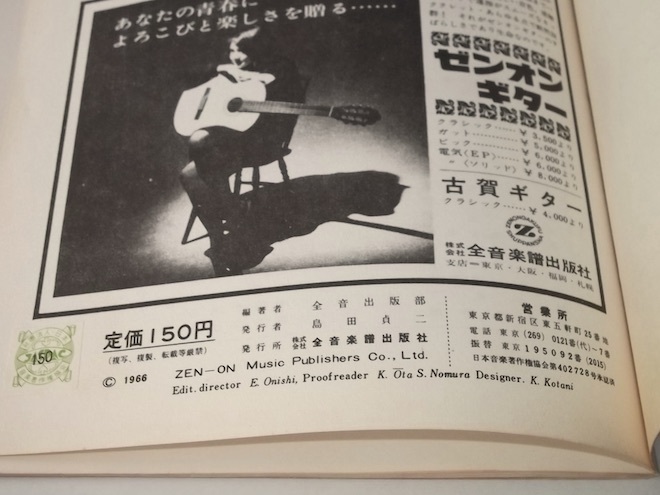 あなたの青春に
よろこびと楽しさを贈る……
ゼンオン
ギター
クラシック……¥3,500より
ガット……¥5,000より
ピック……¥6,000より
電気〈EP〉……¥6,000より
〃〈ソリッド〉¥8,000より
古賀ギター
クラシック……¥4,000より
株式会社 全音楽譜出版社
支店=東京・大阪・福岡・札幌
150
定価150円
(複写、複製、転載等厳禁)
© 1966
編著者 全音出版部
発行者 島田貞二
発行所 株式会社 全音楽譜出版社
ZEN-ON Music Publishers Co., Ltd.
Edit. director E. Onishi, Proofreader K. Ōta S. Nomura Designer, K. Kotani
営業所
東京都新宿区東五軒町25番地
電話 東京(269)0121番(代)-7番
振替 東京195092番(2015)
日本音楽著作権協会第402728号承認済